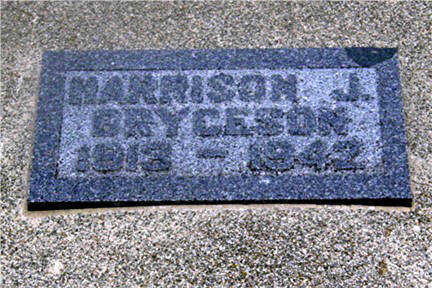 HARRISON J.
BRYCESON
1913 - 1942